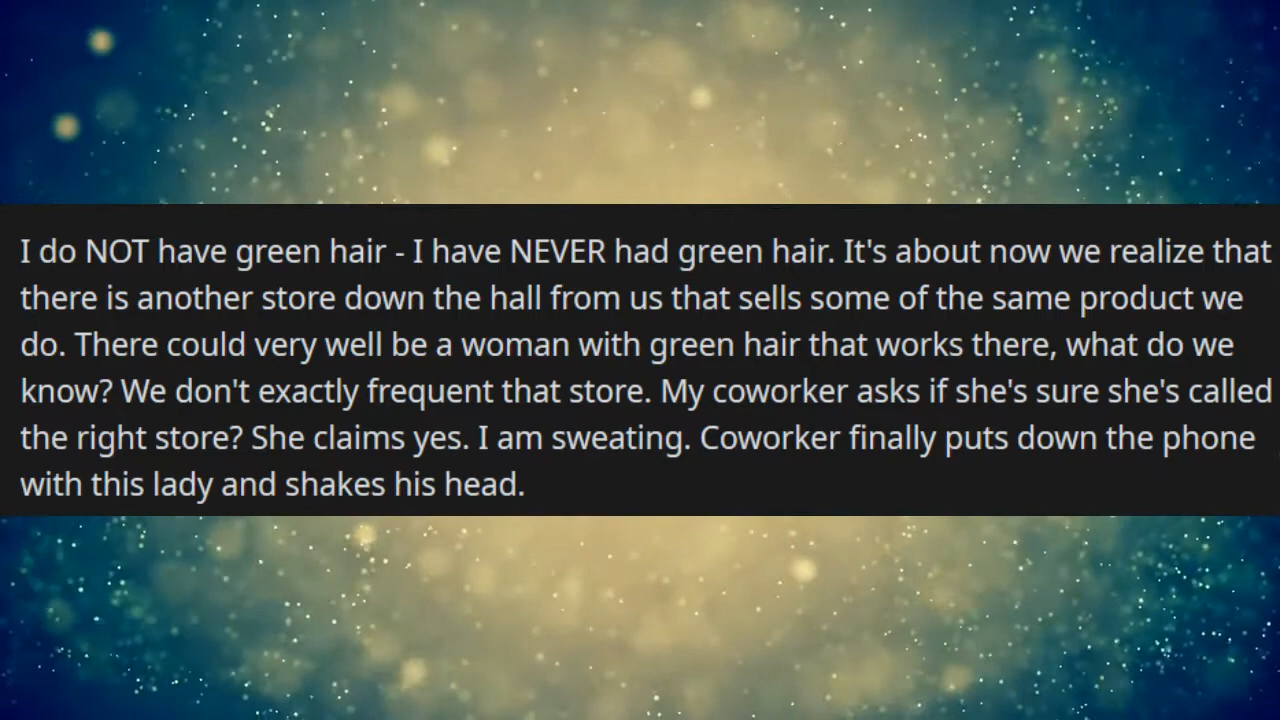 I do NOT have green hair - I have NEVER had green hair. It's about now we realize that
there is another store down the hall from us that sells some of the same product we
do. There could very well be a woman with green hair that works there, what do we
know? We don't exactly frequent that store. My coworker asks if she's sure she's called
the right store? She claims yes. I am sweating. Coworker finally puts down the phone
with this lady and shakes his head.